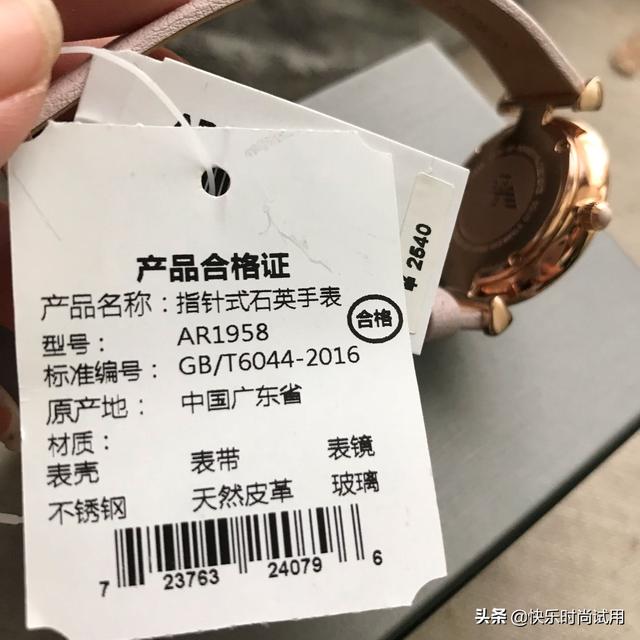 产品合格证
产品名称：指针式石英手表
合格
型号： AR1958
标准编号： GB/T6044-2016
原产地： 中国广东省
材质：
表壳 表带 表镜
不锈钢 天然皮革 玻璃
7 23763 24079 6
2540
头条 @快乐时尚试用